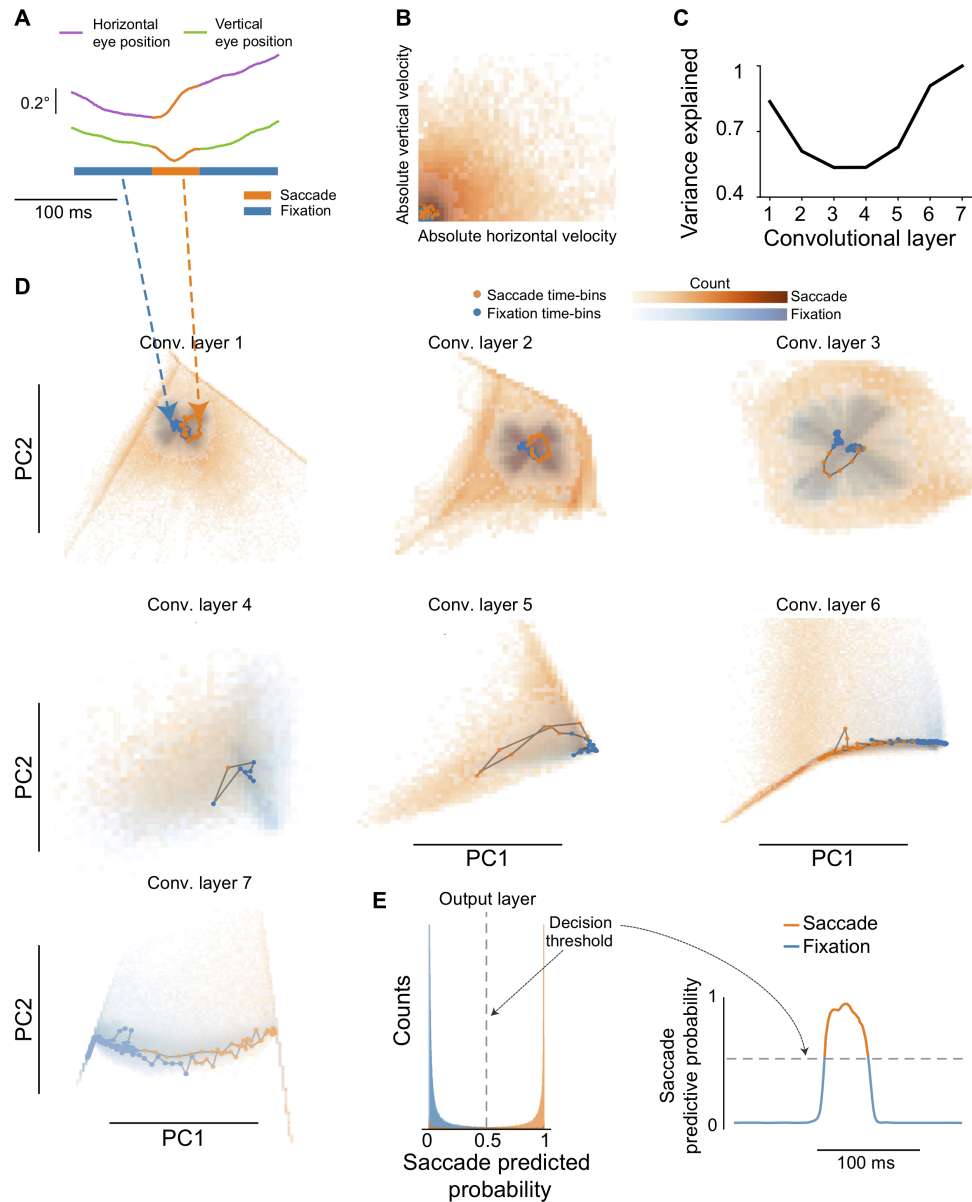 A
Horizontal
eye position
Vertical
eye position
0.2°
Saccade
Fixation
100 ms
B
Absolute vertical velocity
Absolute horizontal velocity
C
Variance explained
1
0.7
0.4
1 2 3 4 5 6 7
Convolutional layer
D
Saccade time-bins
Fixation time-bins
Count
Saccade
Fixation
Conv. layer 1
Conv. layer 2
Conv. layer 3
PC2
Conv. layer 4
Conv. layer 5
Conv. layer 6
PC2
PC1
PC1
Conv. layer 7
PC2
PC1
E
Output layer
Decision
threshold
Counts
0 0.5 1
Saccade predicted
probability
Saccade
Fixation
Saccade
predictive probability
1
0
100 ms